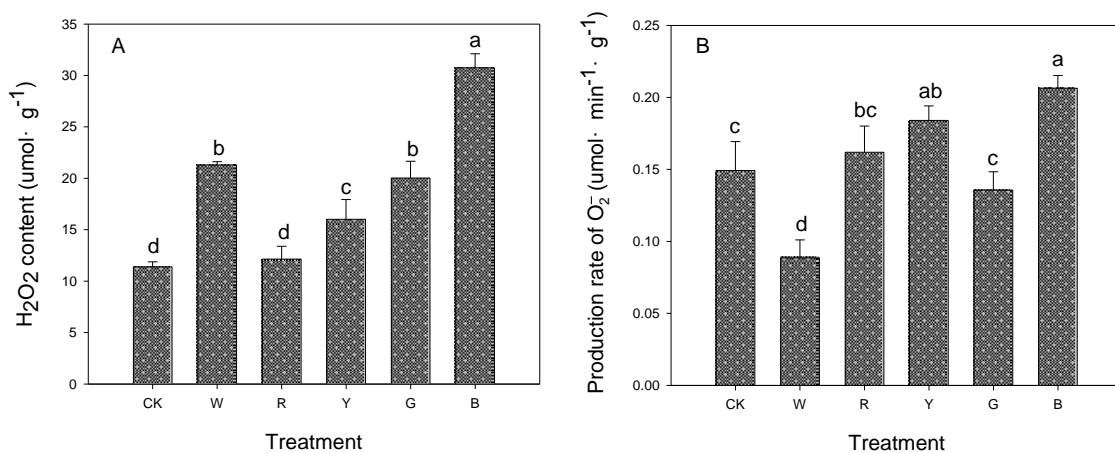 A
H₂O₂ content (umol· g⁻¹)
35
30
25
20
15
10
5
0
d
b
d
c
b
a
CK W R Y G B
Treatment
B
Production rate of O₂⁻ (umol· min⁻¹· g⁻¹)
0.25
0.20
0.15
0.10
0.05
0.00
c
d
bc
ab
c
a
CK W R Y G B
Treatment